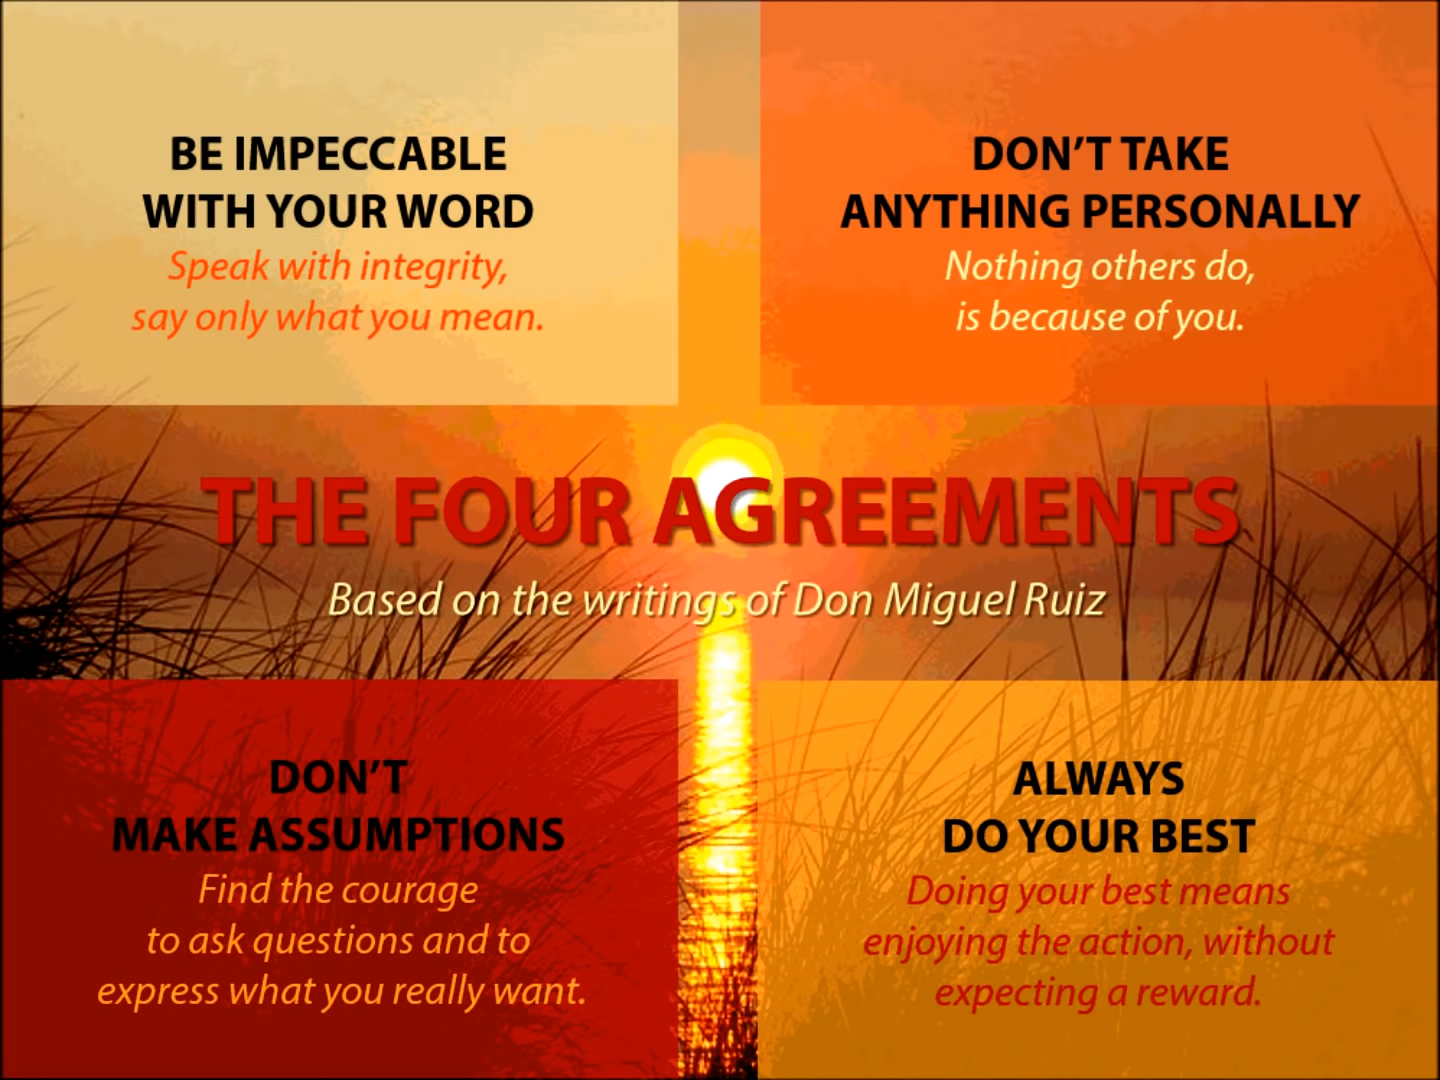 BE IMPECCABLE
WITH YOUR WORD
Speak with integrity,
say only what you mean.
DON’T TAKE
ANYTHING PERSONALLY
Nothing others do,
is because of you.
THE FOUR AGREEMENTS
Based on the writings of Don Miguel Ruiz
DON’T
MAKE ASSUMPTIONS
Find the courage
to ask questions and to
express what you really want.
ALWAYS
DO YOUR BEST
Doing your best means
enjoying the action, without
expecting a reward.